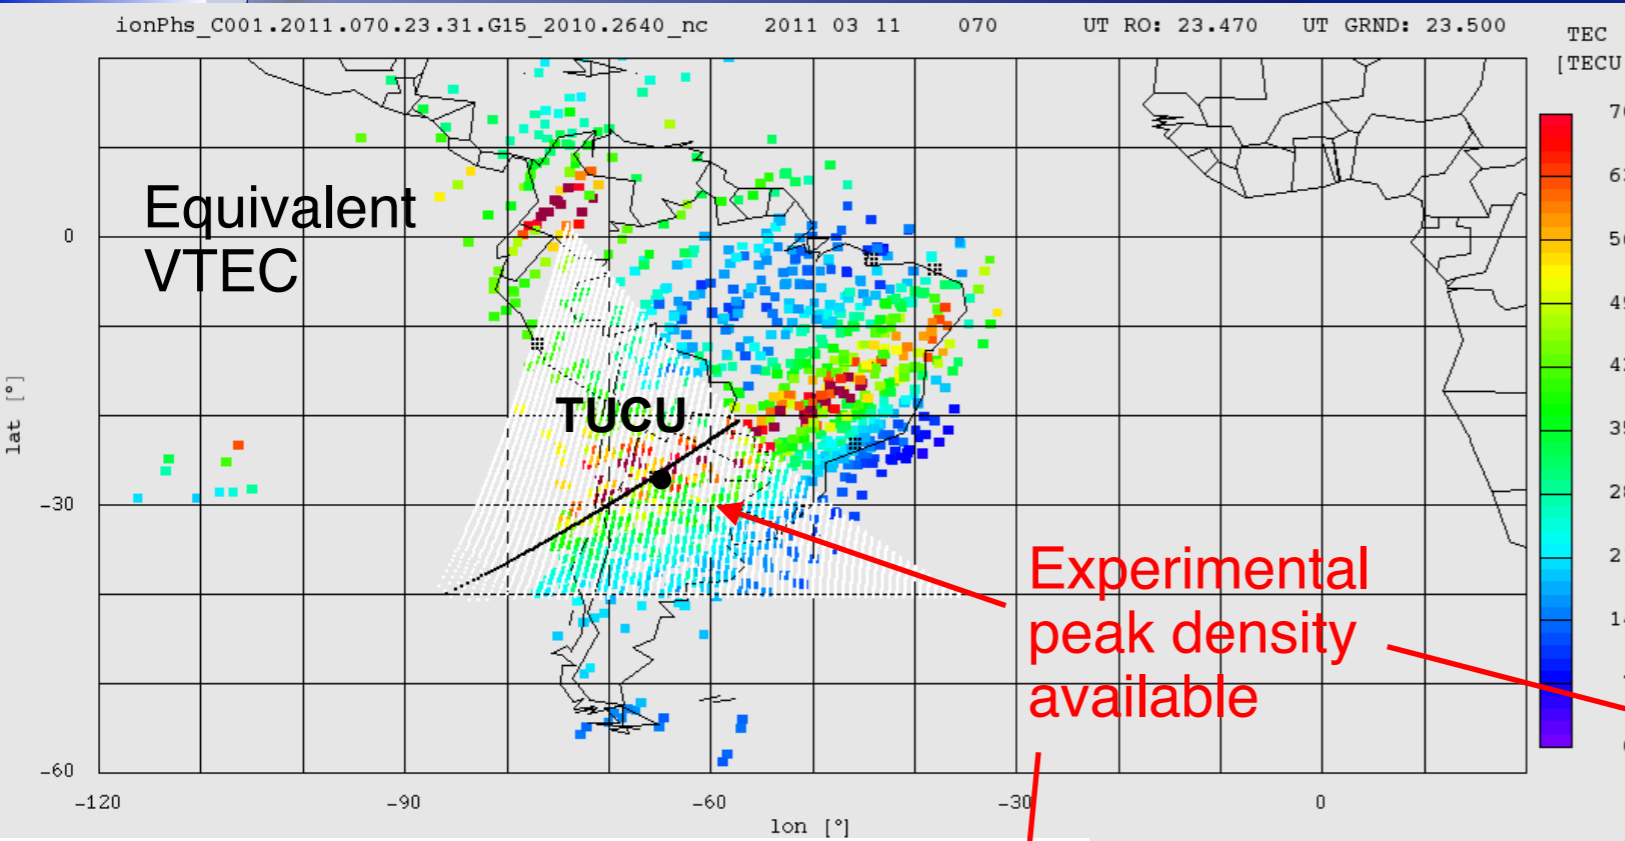 ionPhs_C001.2011.070.23.31.G15_2010.2640_nc 2011 03 11 070 UT RO: 23.470 UT GRND: 23.500
TEC
[TECU
Equivalent
VTEC
TUCU
Experimental
peak density
available
lat [°]
0
-30
-60
-120 -90 -60 -30 0
lon [°]